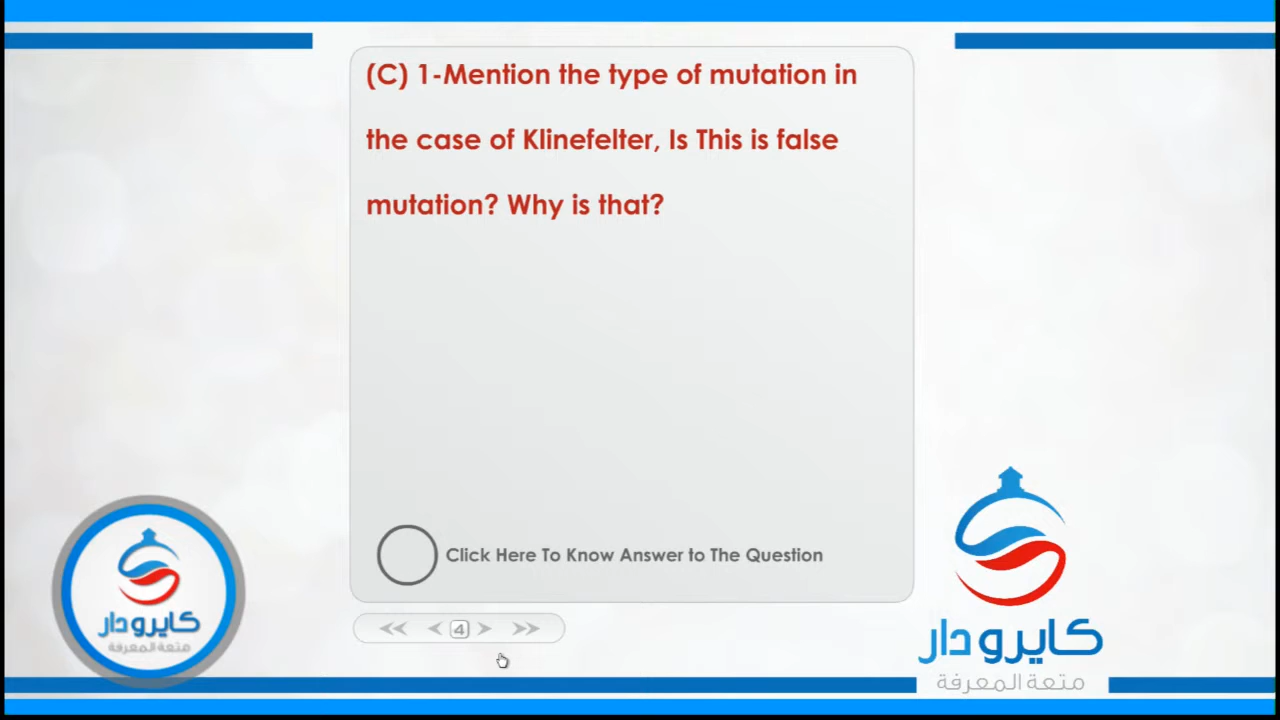 (C) 1-Mention the type of mutation in
the case of Klinefelter, Is This is false
mutation? Why is that?
Click Here To Know Answer to The Question
4
كايرو دار
متعة المعرفة
كايرو دار
متعة المعرفة